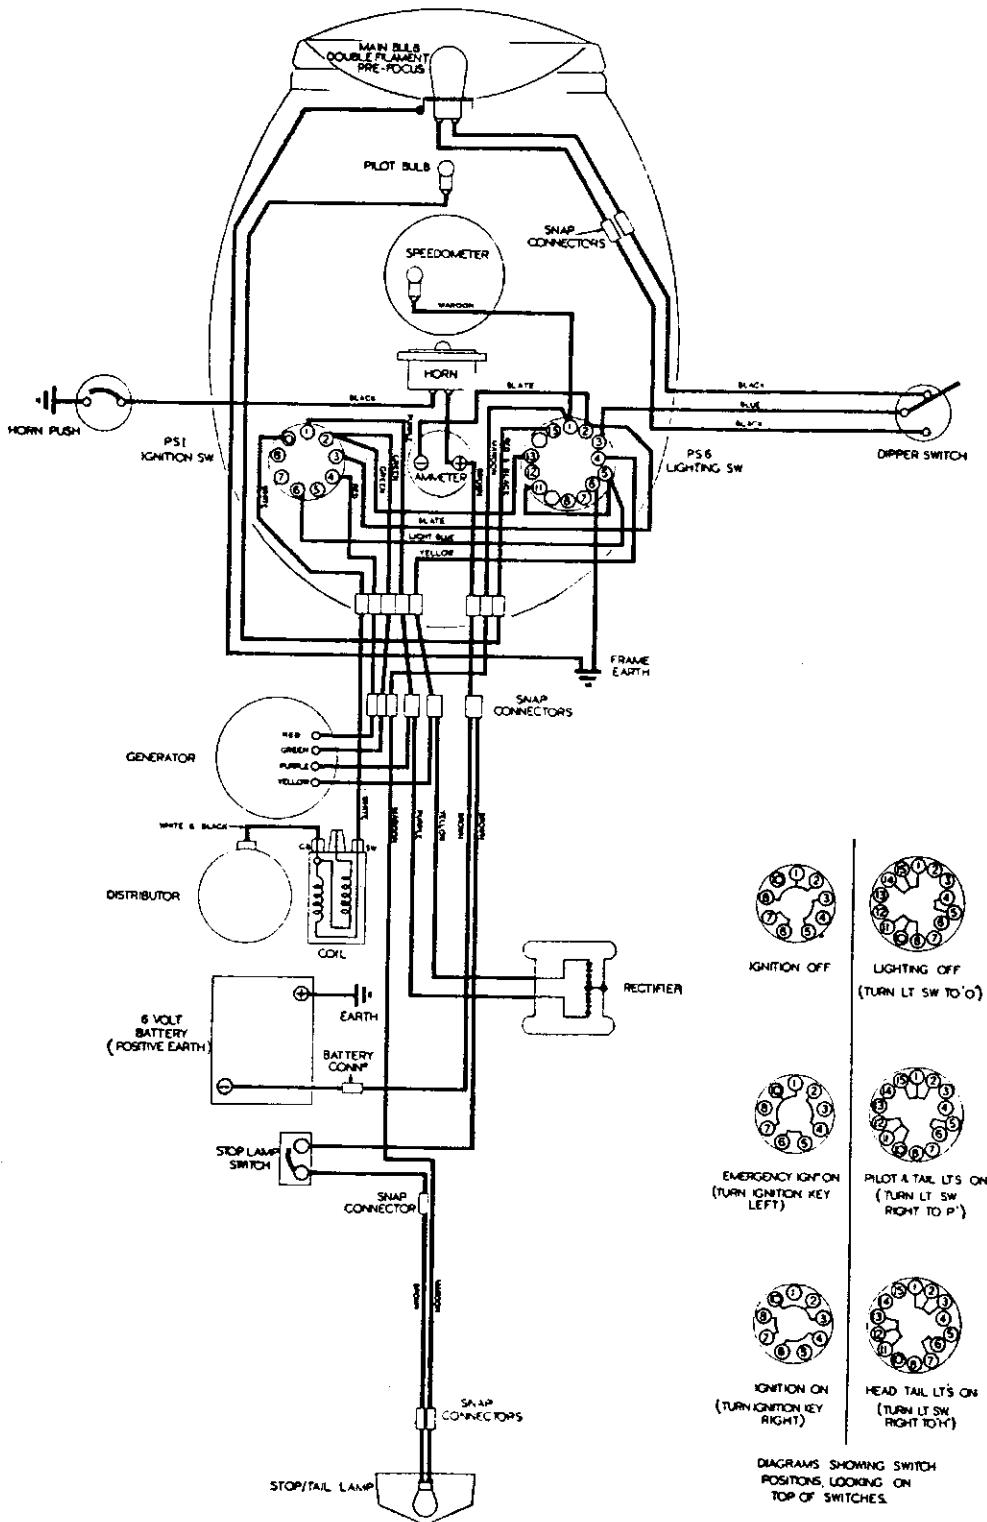 MAIN BULB
DOUBLE FILAMENT
PRE-FOCUS
PILOT BULB
SNAP
CONNECTORS
SPEEDOMETER
MAROON
HORN
SLATE
BLACK
BLACK
BLUE
BLACK
HORN PUSH
PS1
IGNITION SW
PURPLE
GREEN
GREEN
RED
WHITE
AMMETER
BROWN
MAROON
RED & BLACK
PS6
LIGHTING SW
DIPPER SWITCH
SLATE
LIGHT BLUE
YELLOW
FRAME
EARTH
SNAP
CONNECTORS
GENERATOR
RED
GREEN
PURPLE
YELLOW
WHITE
MAROON
PURPLE
YELLOW
BROWN
BROWN
WHITE & BLACK
CB
SW
DISTRIBUTOR
COIL
RECTIFIER
6 VOLT
BATTERY
(POSITIVE EARTH)
EARTH
BATTERY
CONNR
STOP LAMP
SWITCH
SNAP
CONNECTOR
BROWN
MAROON
SNAP
CONNECTORS
STOP/TAIL LAMP
IGNITION OFF
LIGHTING OFF
(TURN LT SW TO 'O')
EMERGENCY IGN ON
(TURN IGNITION KEY
LEFT)
PILOT & TAIL LTS ON
(TURN LT SW
RIGHT TO 'P')
IGNITION ON
(TURN IGNITION KEY
RIGHT)
HEAD TAIL LT'S ON
(TURN LT SW
RIGHT TO 'H')
DIAGRAMS SHOWING SWITCH
POSITIONS, LOOKING ON
TOP OF SWITCHES.